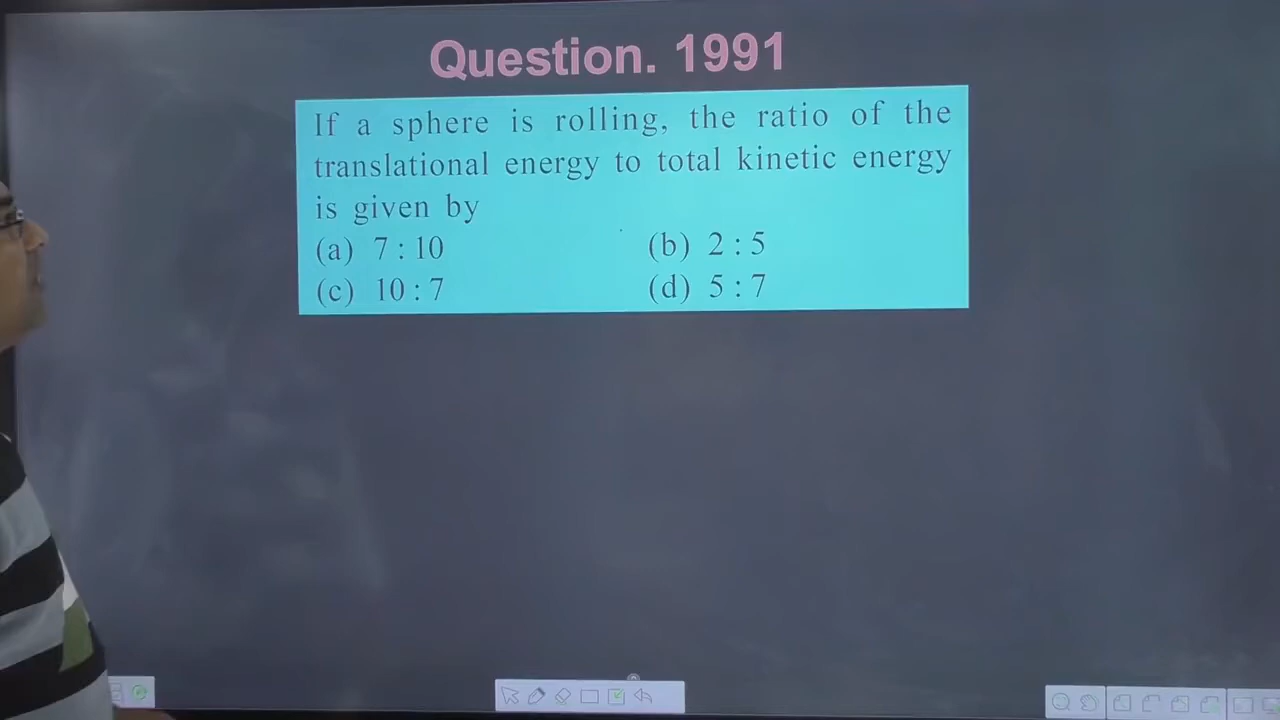 Question. 1991
If a sphere is rolling, the ratio of the
translational energy to total kinetic energy
is given by
(a) 7 : 10 (b) 2 : 5
(c) 10 : 7 (d) 5 : 7